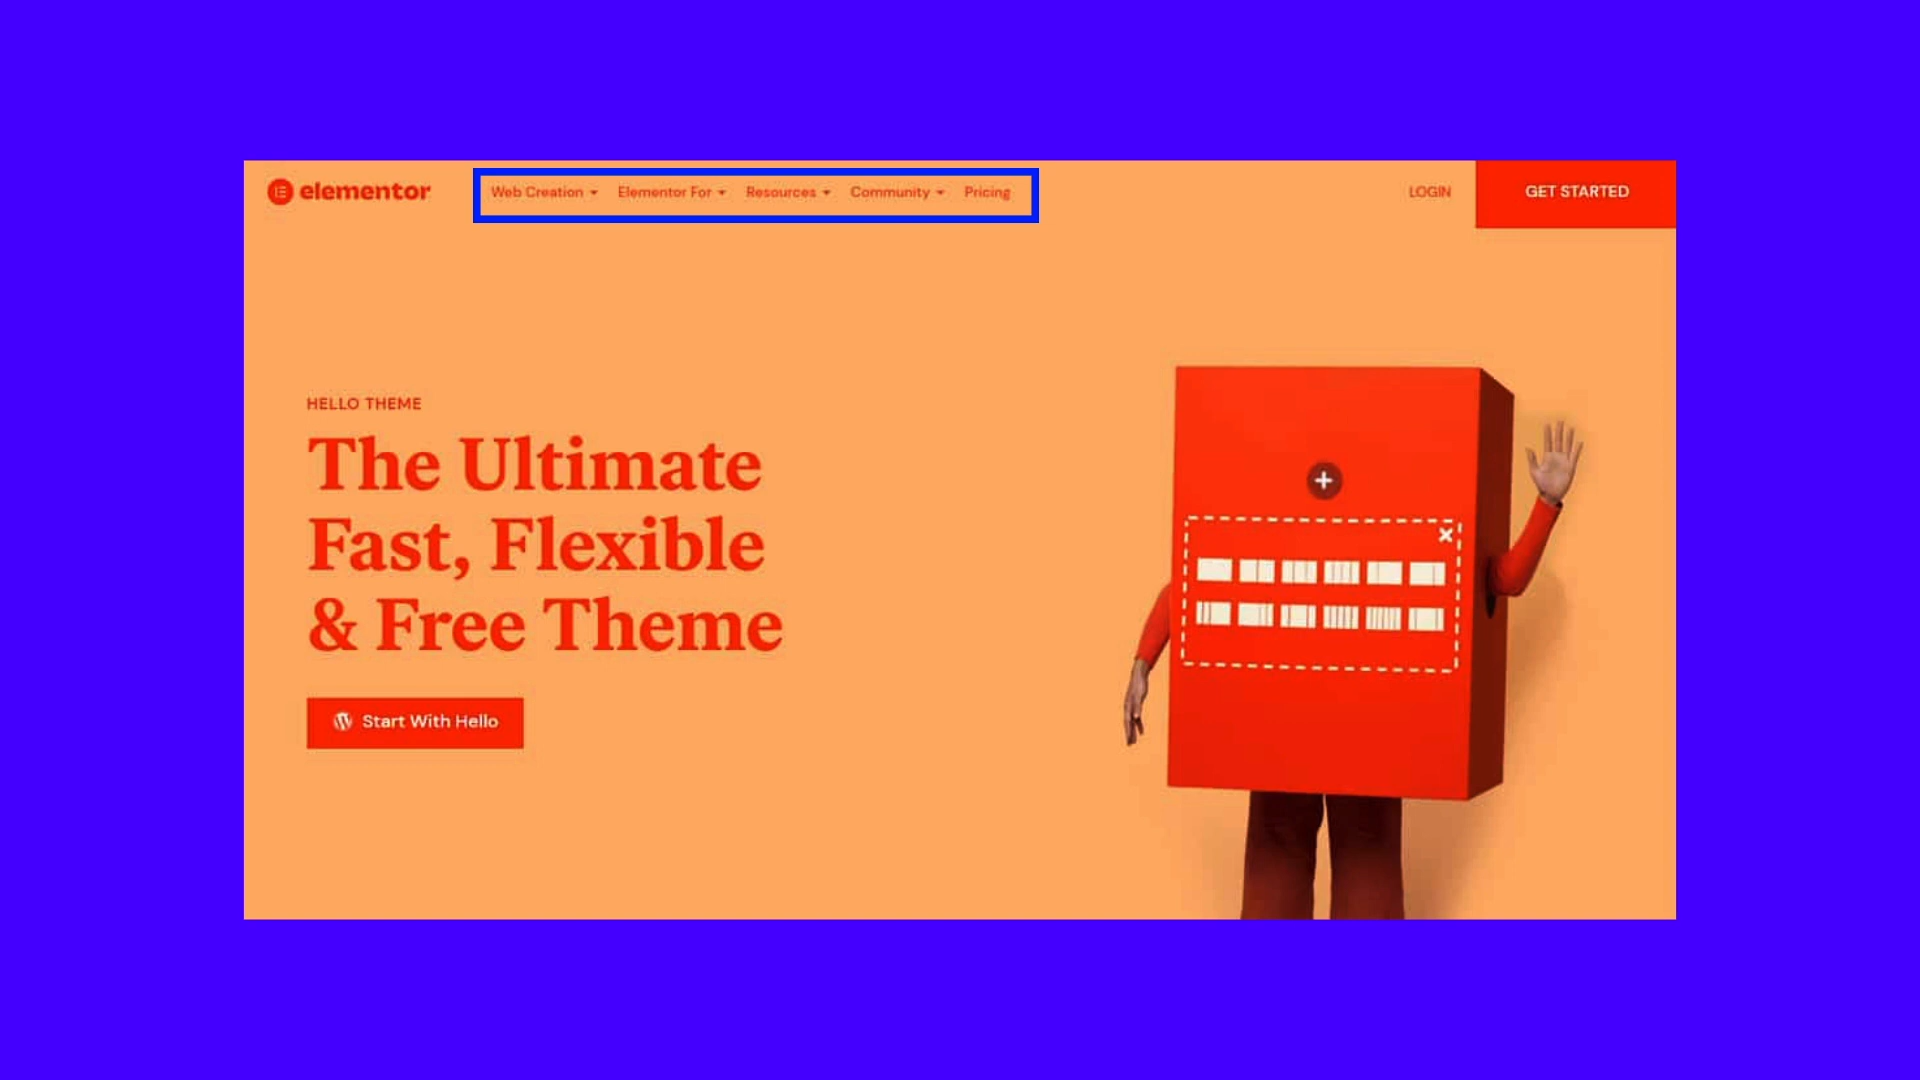 elementor Web Creation Elementor For Resources Community Pricing LOGIN GET STARTED
HELLO THEME
The Ultimate
Fast, Flexible
& Free Theme
Start With Hello